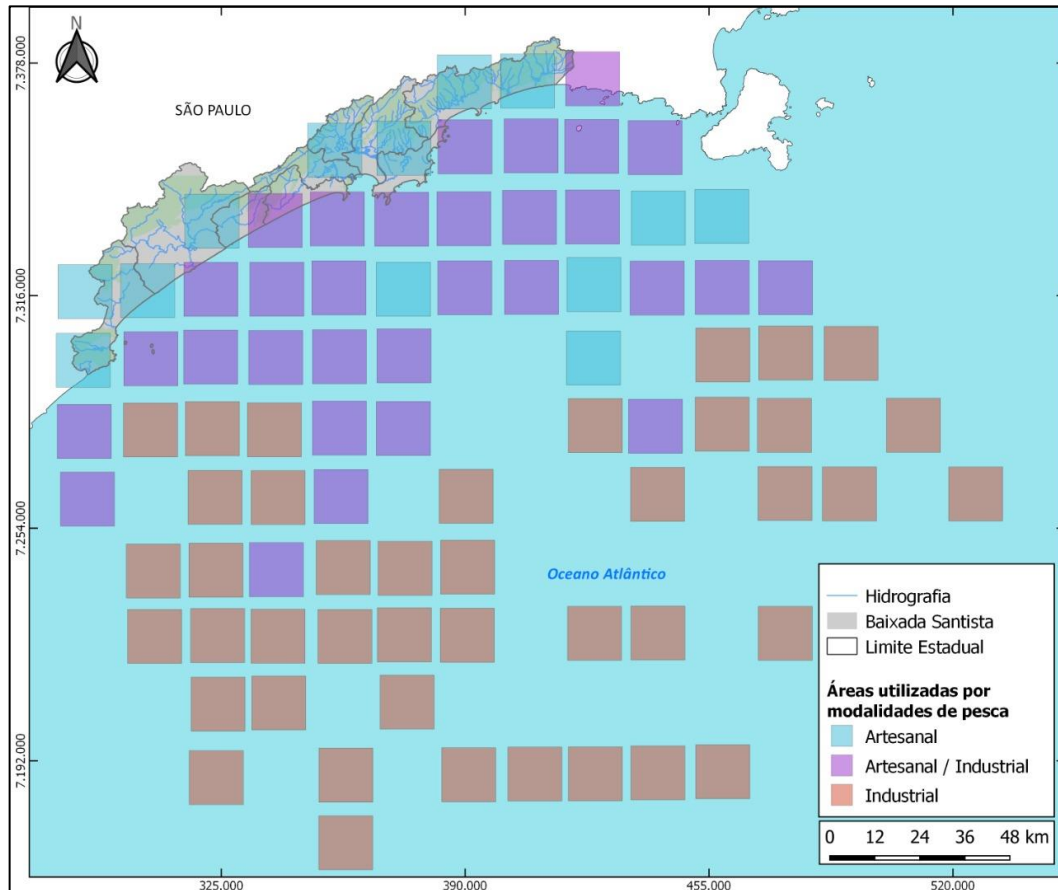 N
SÃO PAULO
7.378.000
7.316.000
7.254.000
7.192.000
Oceano Atlântico
Hidrografia
Baixada Santista
Limite Estadual
Áreas utilizadas por
modalidades de pesca
Artesanal
Artesanal / Industrial
Industrial
0 12 24 36 48 km
325.000 390.000 455.000 520.000